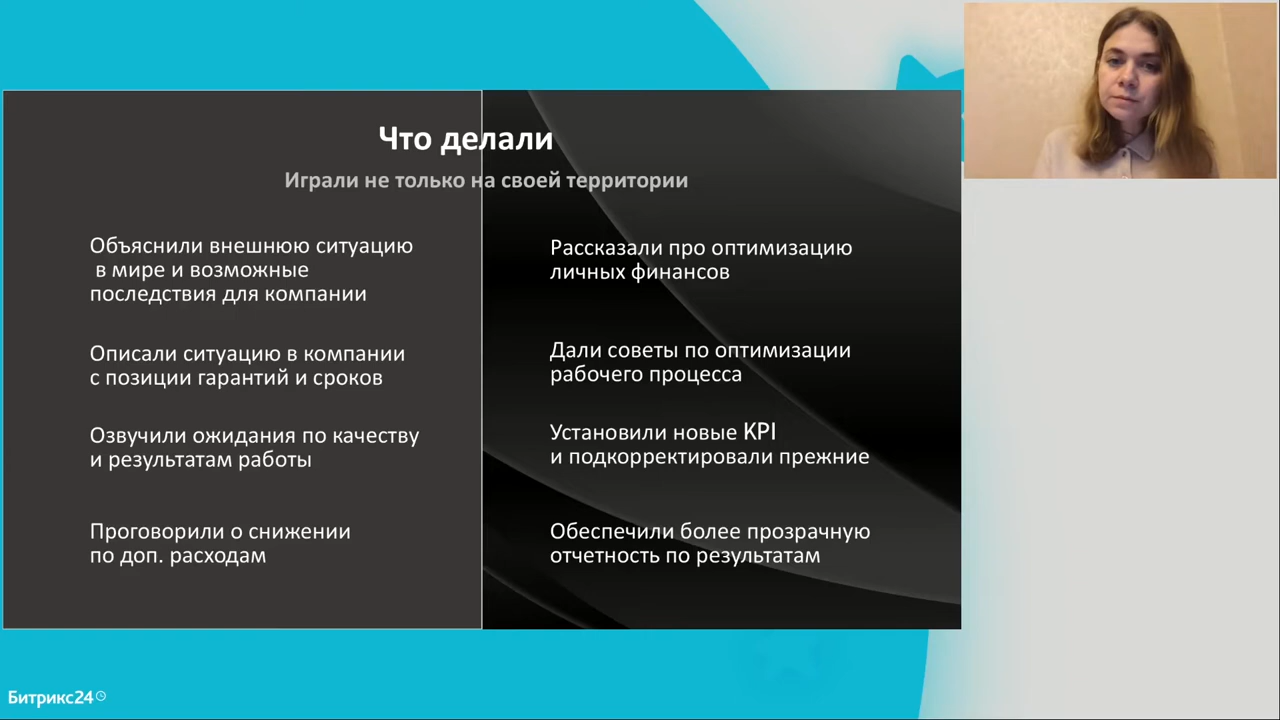 Что делали
Играли не только на своей территории
Объяснили внешнюю ситуацию
в мире и возможные
последствия для компании
Описали ситуацию в компании
с позиции гарантий и сроков
Озвучили ожидания по качеству
и результатам работы
Проговорили о снижении
по доп. расходам
Рассказали про оптимизацию
личных финансов
Дали советы по оптимизации
рабочего процесса
Установили новые KPI
и подкорректировали прежние
Обеспечили более прозрачную
отчетность по результатам
Битрикс24